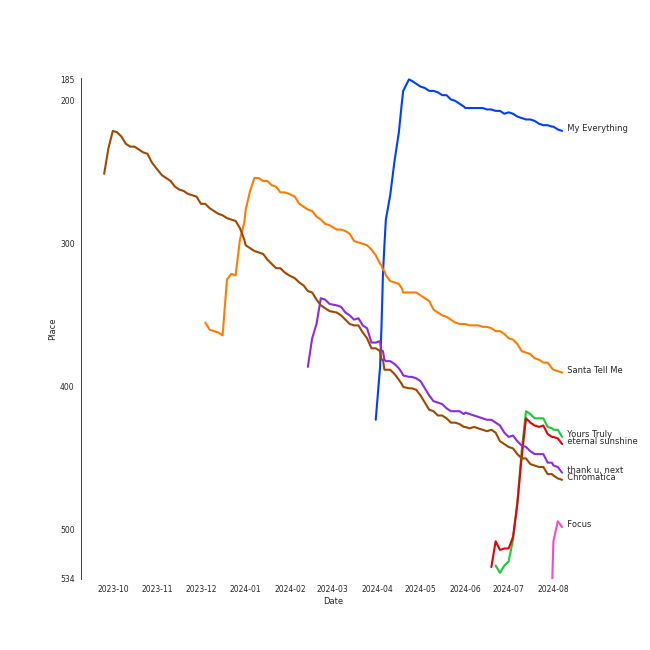 185
200
300
400
500
534
Place
2023-10 2023-11 2023-12 2024-01 2024-02 2024-03 2024-04 2024-05 2024-06 2024-07 2024-08
Date
My Everything
Santa Tell Me
Yours Truly
eternal sunshine
thank u, next
Chromatica
Focus